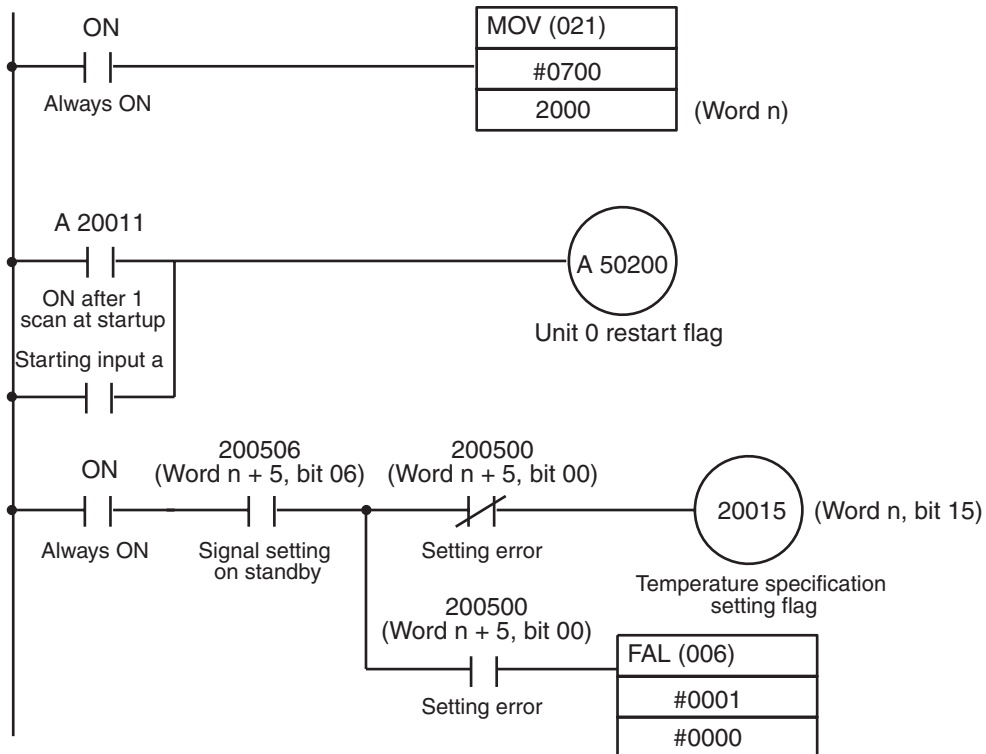 ON
Always ON
MOV (021)
#0700
2000
(Word n)
A 20011
ON after 1
scan at startup
A 50200
Unit 0 restart flag
Starting input a
ON
Always ON
200506
(Word n + 5, bit 06)
Signal setting
on standby
200500
(Word n + 5, bit 00)
Setting error
20015
(Word n, bit 15)
Temperature specification
setting flag
200500
(Word n + 5, bit 00)
Setting error
FAL (006)
#0001
#0000